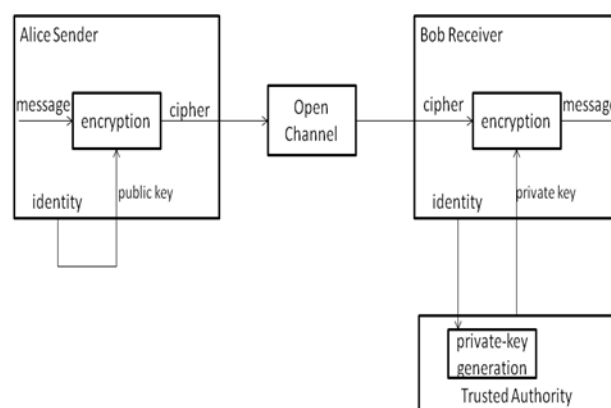 Alice Sender
message
encryption
cipher
public key
identity
Open
Channel
Bob Receiver
cipher
encryption
message
private key
identity
private-key
generation
Trusted Authority